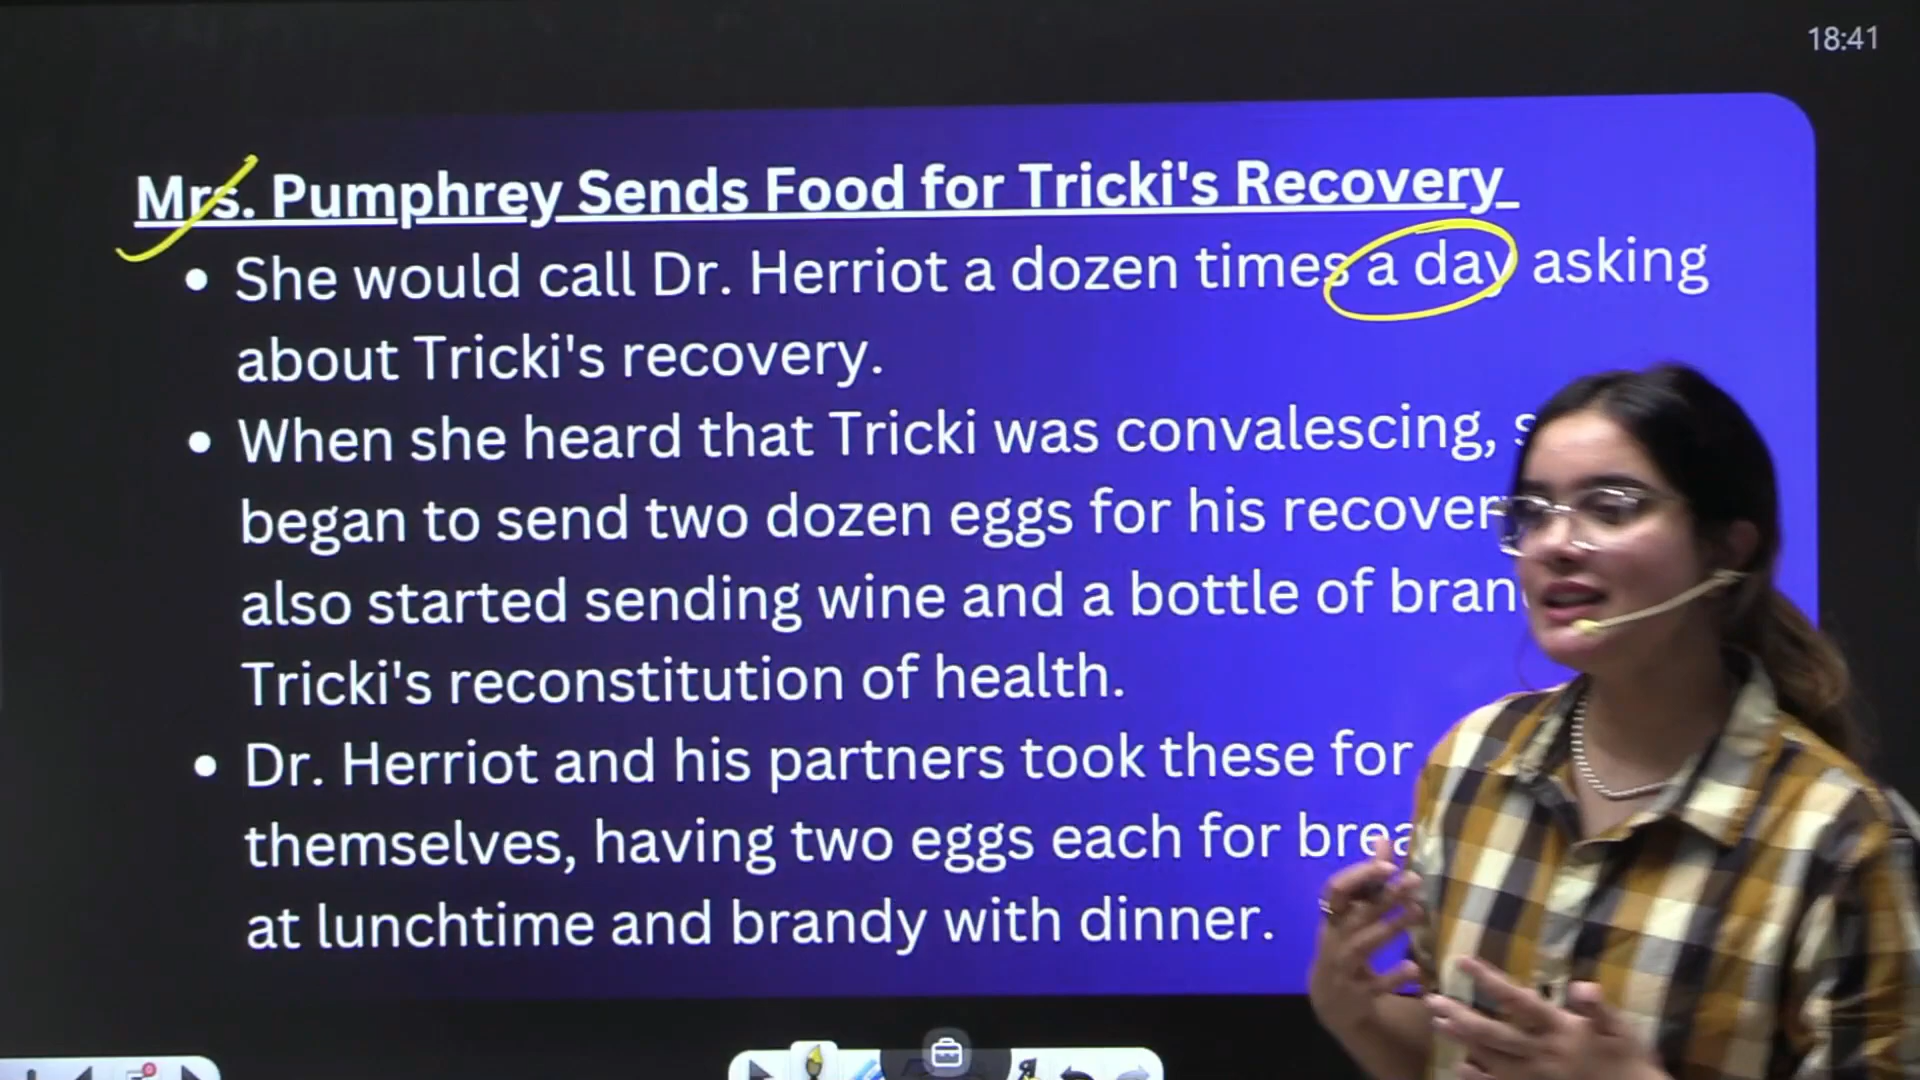 18:41
Mrs. Pumphrey Sends Food for Tricki's Recovery
• She would call Dr. Herriot a dozen times a day asking
about Tricki's recovery.
• When she heard that Tricki was convalescing,
began to send two dozen eggs for his
also started sending wine and a bottle of
Tricki's reconstitution of health.
• Dr. Herriot and his partners took these for
themselves, having two eggs each for
at lunchtime and brandy with dinner.